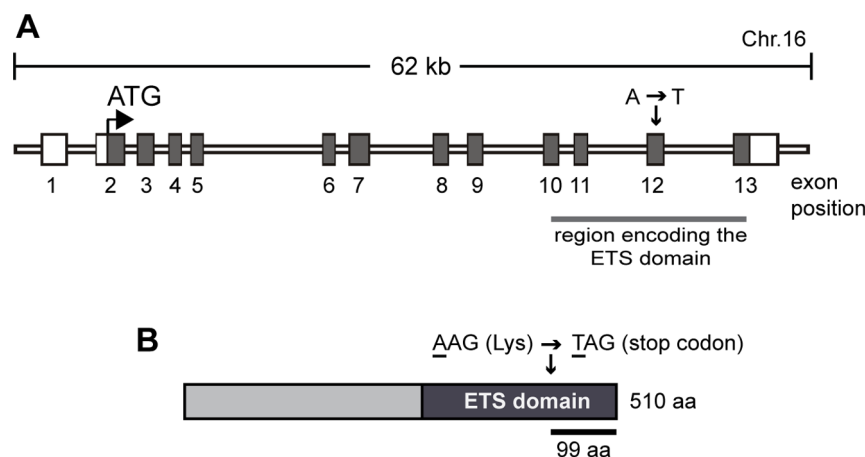 A
Chr.16
62 kb
ATG
A → T
1 2 3 4 5 6 7 8 9 10 11 12 13 exon
position
region encoding the
ETS domain
B
AAG (Lys) → TAG (stop codon)
ETS domain 510 aa
99 aa